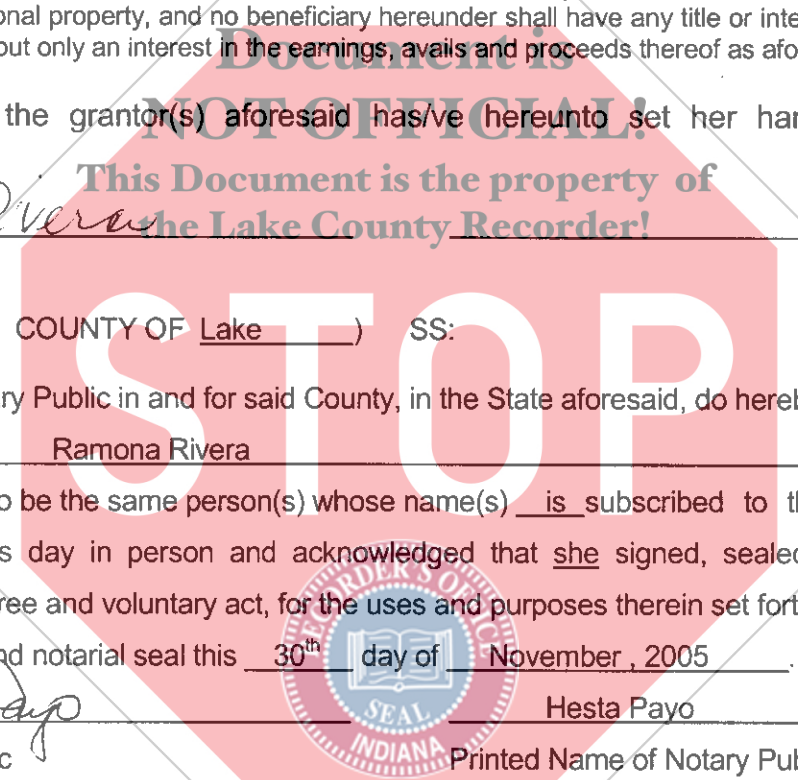 onal property, and no beneficiary hereunder shall have any title or inte
out only an interest in the earnings, avails and proceeds thereof as afo
Document is
the grantor(s) aforesaid has/ve hereunto set her han
NOT OFFICIAL!
This Document is the property of
Rivera
the Lake County Recorder!
STOP
COUNTY OF Lake ) SS:
ry Public in and for said County, in the State aforesaid, do hereb
Ramona Rivera
o be the same person(s) whose name(s) is subscribed to th
s day in person and acknowledged that she signed, sealed
ree and voluntary act, for the uses and purposes therein set fort
nd notarial seal this 30th day of November , 2005 .
RECORDER'S OFFICE
SEAL
INDIANA
Payo
Hesta Payo
c
Printed Name of Notary Pub